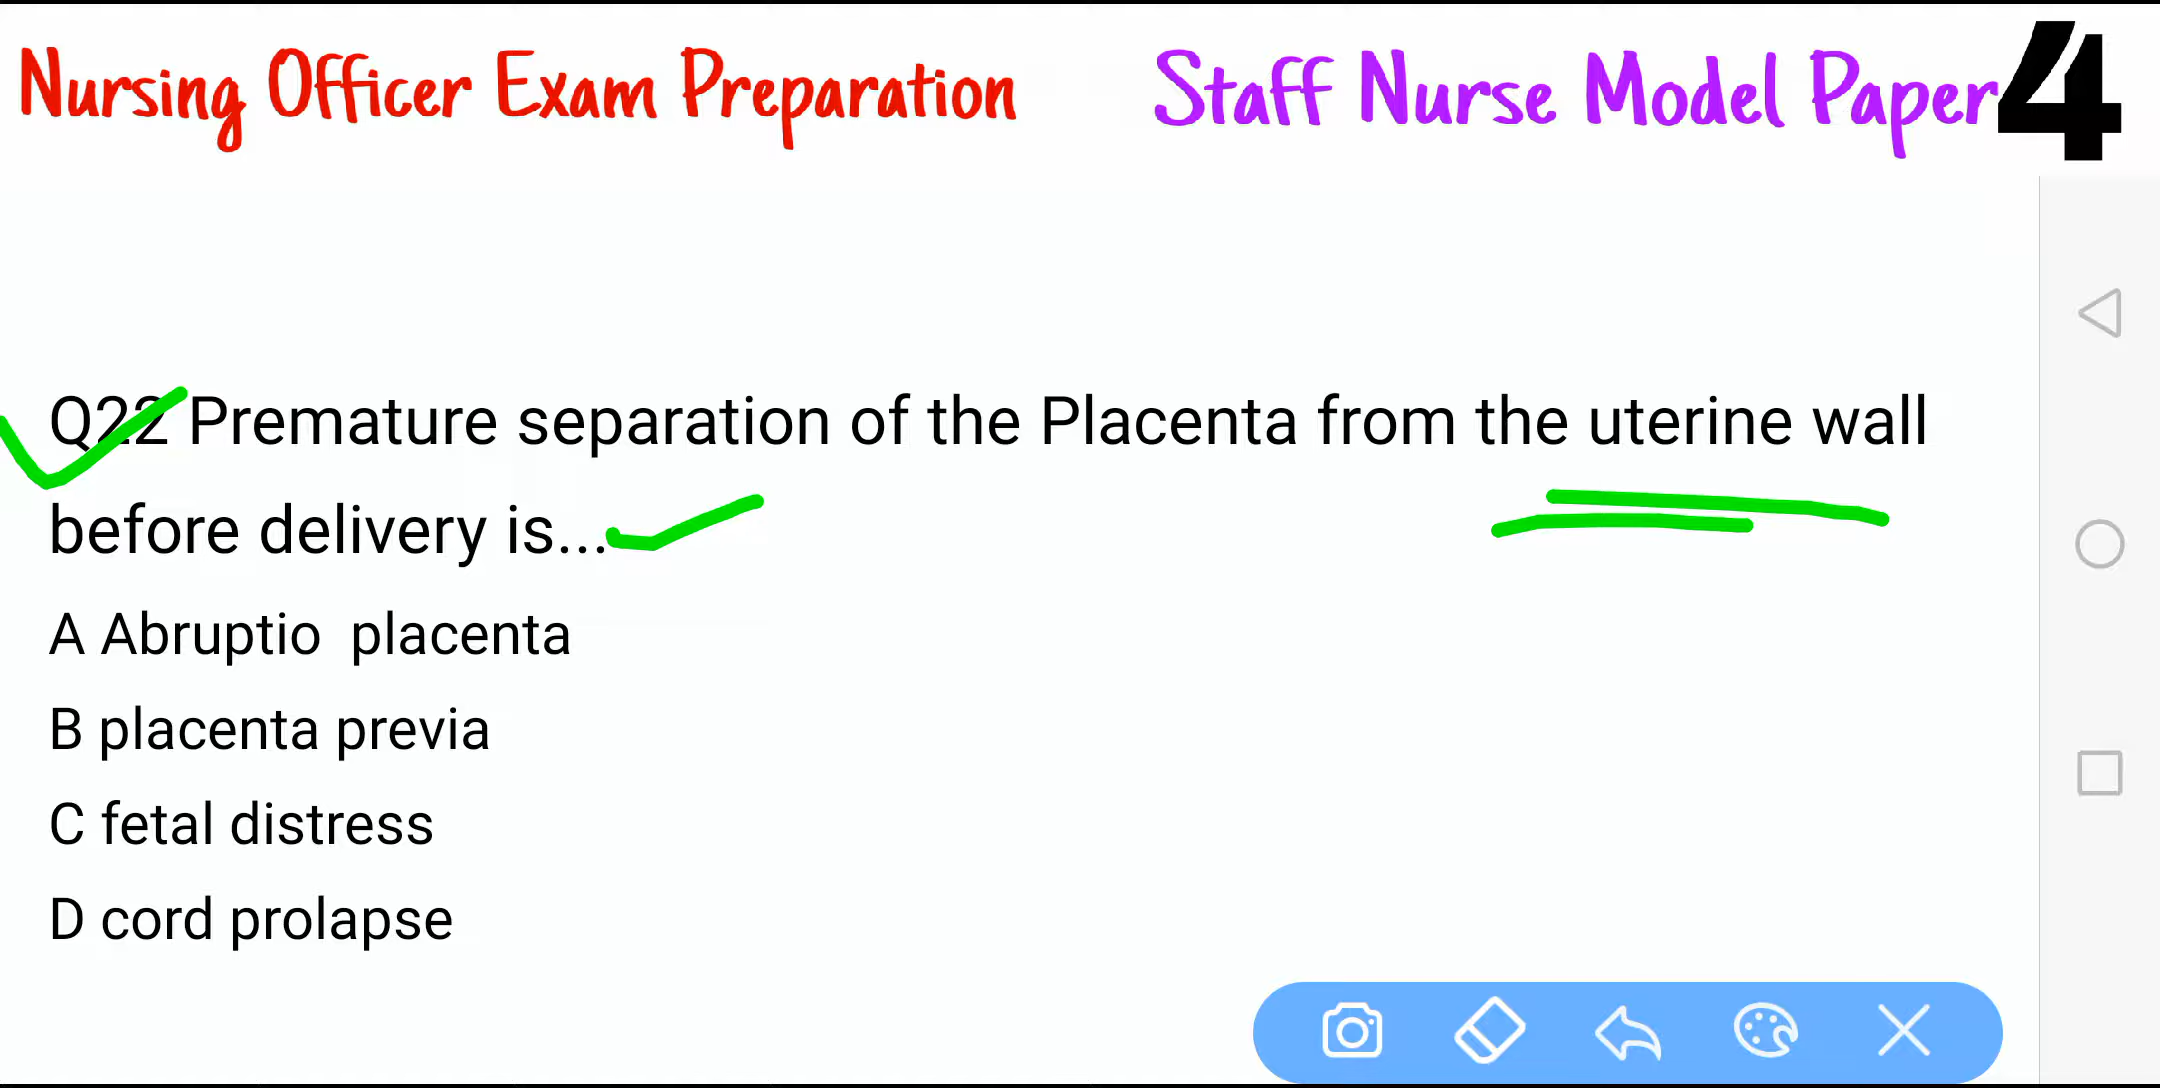 Nursing Officer Exam Preparation Staff Nurse Model Paper 4
Q22 Premature separation of the Placenta from the uterine wall
before delivery is...
A Abruptio placenta
B placenta previa
C fetal distress
D cord prolapse